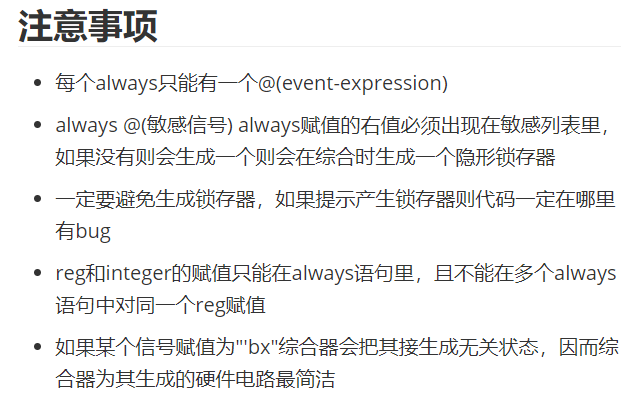 注意事项
每个always只能有一个@(event-expression)
always @(敏感信号) always赋值的右值必须出现在敏感列表里，
如果没有则会生成一个则会在综合时生成一个隐形锁存器
一定要避免生成锁存器，如果提示产生锁存器则代码一定在哪里
有bug
reg和integer的赋值只能在always语句里，且不能在多个always
语句中对同一个reg赋值
如果某个信号赋值为"'bx"综合器会把其接生成无关状态，因而综
合器为其生成的硬件电路最简洁